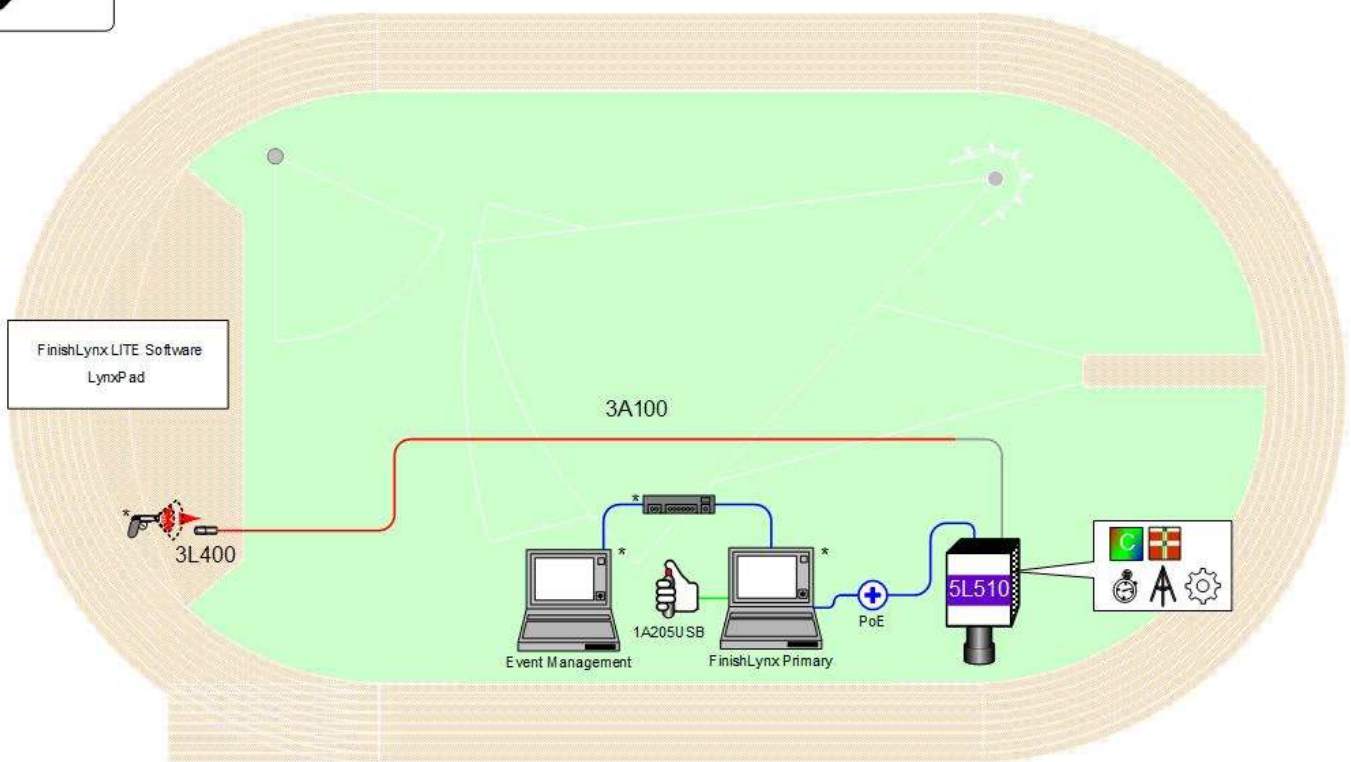 FinishLynx LITE Software
LynxPad
3A100
*
3L400
*
*
*
C
5L510
1A205USB
PoE
Event Management
FinishLynx Primary